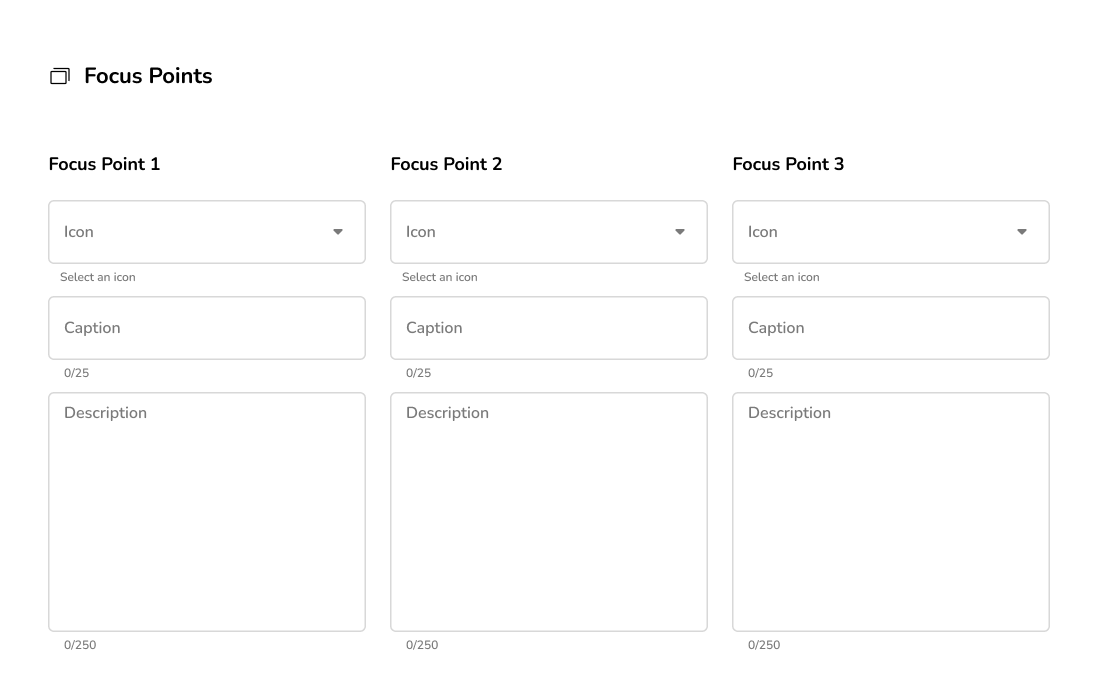 Focus Points
Focus Point 1
Focus Point 2
Focus Point 3
Icon
Icon
Icon
Select an icon
Select an icon
Select an icon
Caption
Caption
Caption
0/25
0/25
0/25
Description
Description
Description
0/250
0/250
0/250